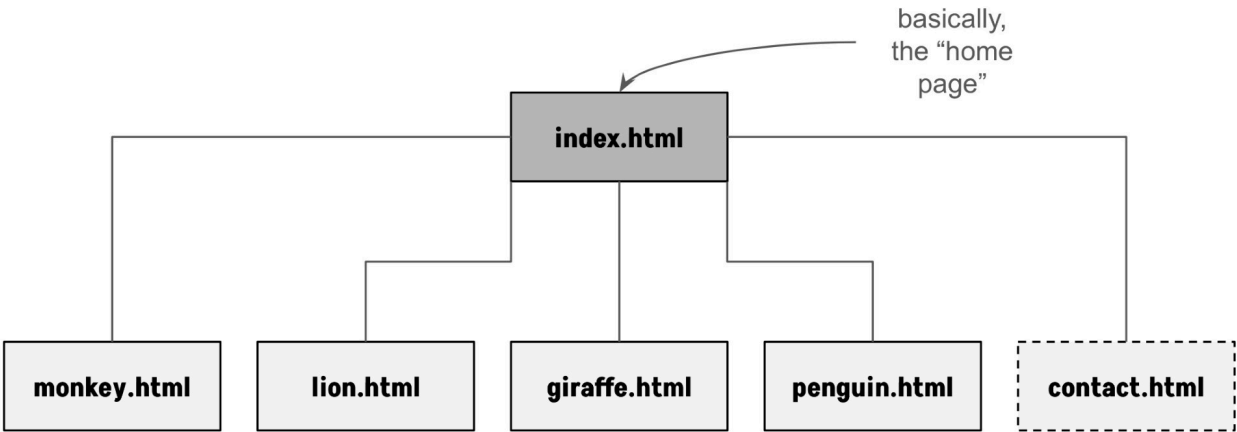 basically,
the “home
page”
index.html
monkey.html
lion.html
giraffe.html
penguin.html
contact.html